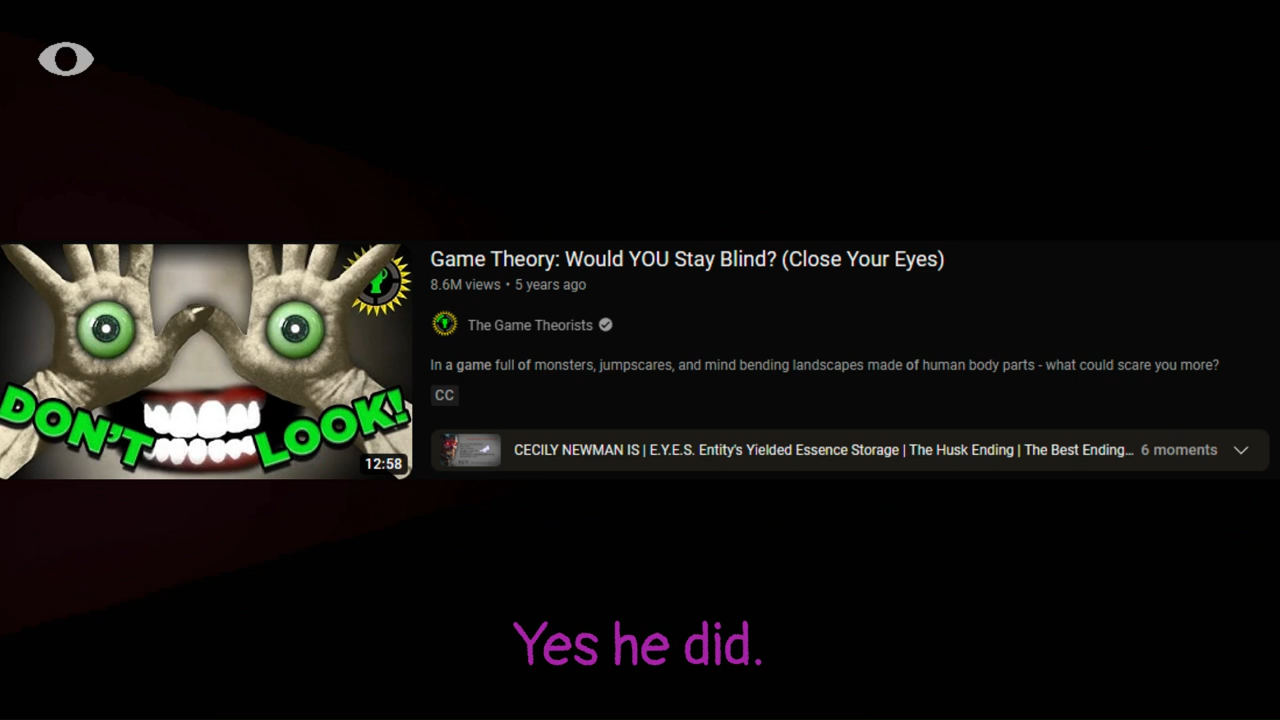 Game Theory: Would YOU Stay Blind? (Close Your Eyes)
8.6M views • 5 years ago
The Game Theorists
In a game full of monsters, jumpscares, and mind bending landscapes made of human body parts - what could scare you more?
CC
DON'T LOOK!
12:58
CECILY NEWMAN IS | E.Y.E.S. Entity's Yielded Essence Storage | The Husk Ending | The Best Ending... 6 moments
Yes he did.